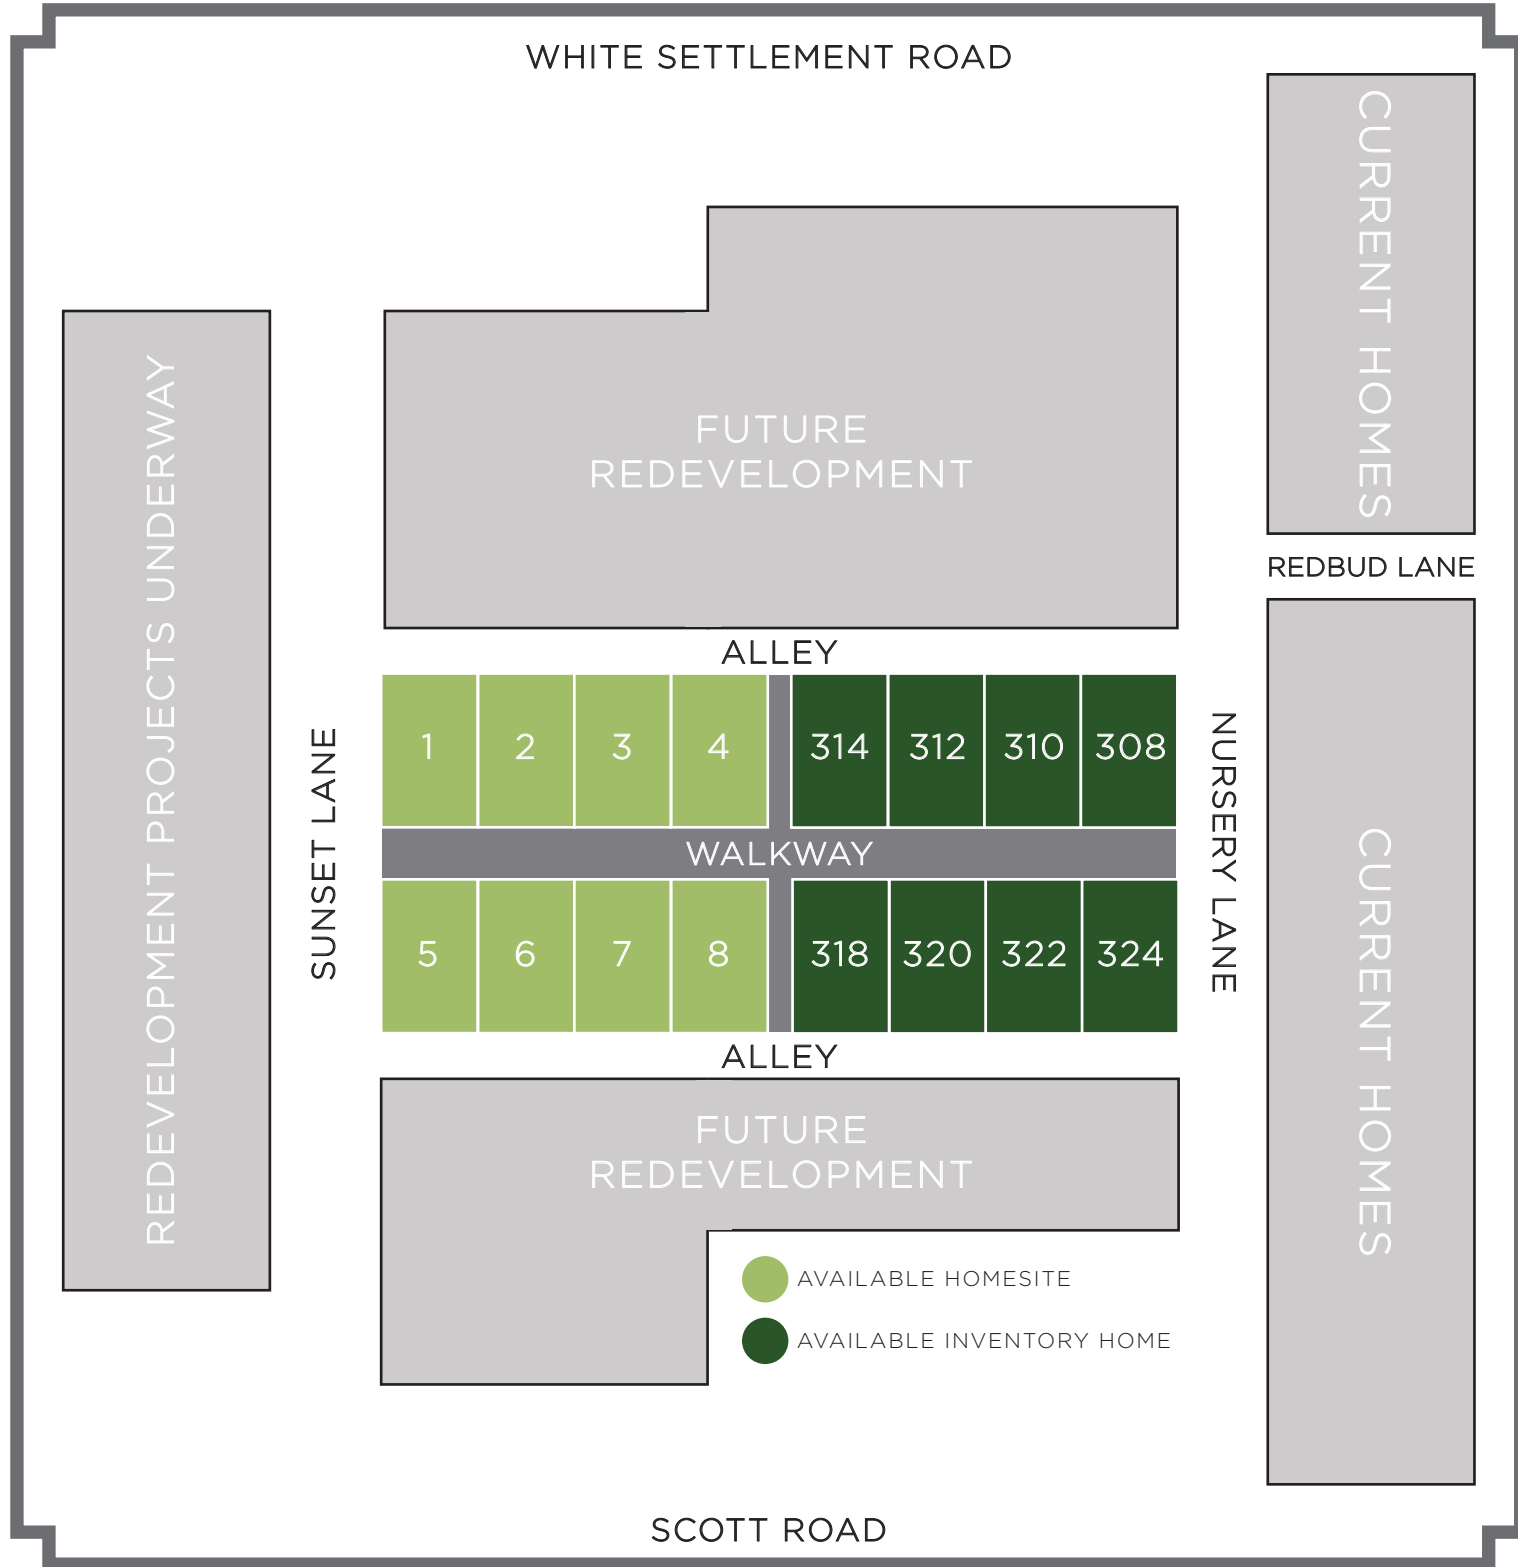 WHITE SETTLEMENT ROAD
CURRENT HOMES
REDEVELOPMENT PROJECTS UNDERWAY
FUTURE
REDEVELOPMENT
REDBUD LANE
ALLEY
SUNSET LANE
1 2 3 4 314 312 310 308
WALKWAY
5 6 7 8 318 320 322 324
NURSERY LANE
CURRENT HOMES
ALLEY
FUTURE
REDEVELOPMENT
AVAILABLE HOMESITE
AVAILABLE INVENTORY HOME
SCOTT ROAD